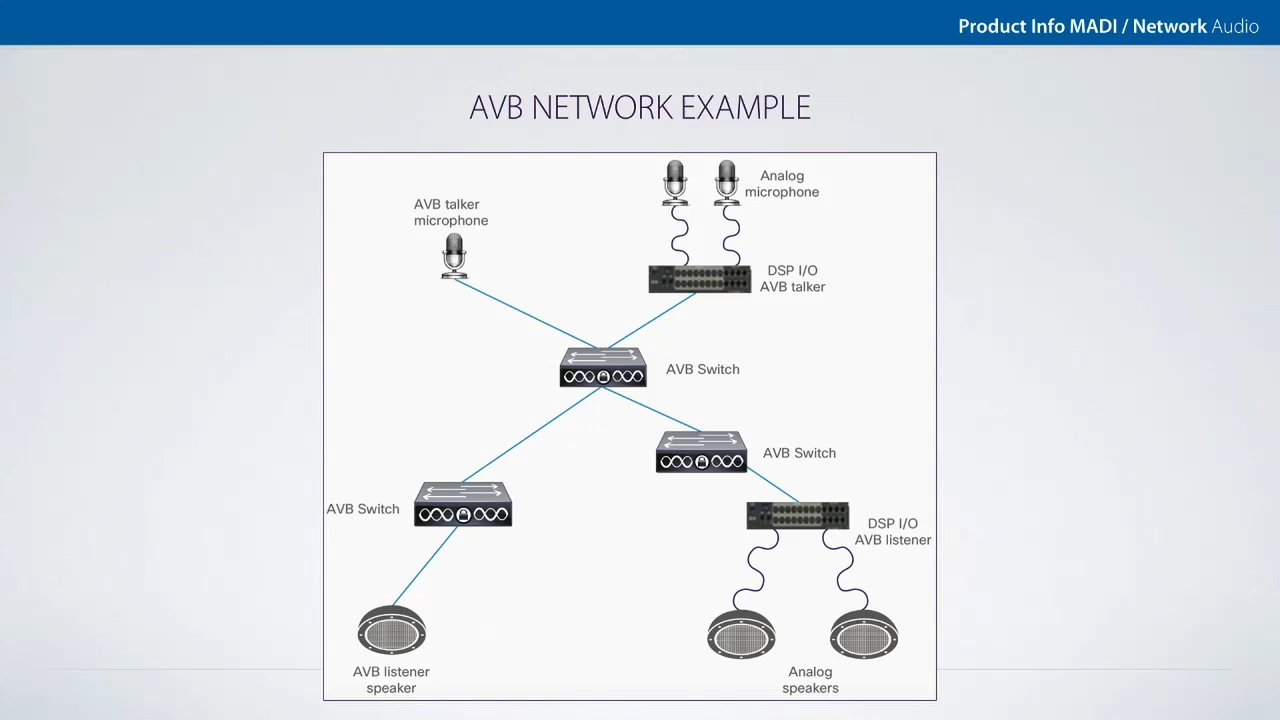 Product Info MADI / Network Audio
AVB NETWORK EXAMPLE
Analog
microphone
AVB talker
microphone
DSP I/O
AVB talker
AVB Switch
AVB Switch
AVB Switch
DSP I/O
AVB listener
AVB listener
speaker
Analog
speakers